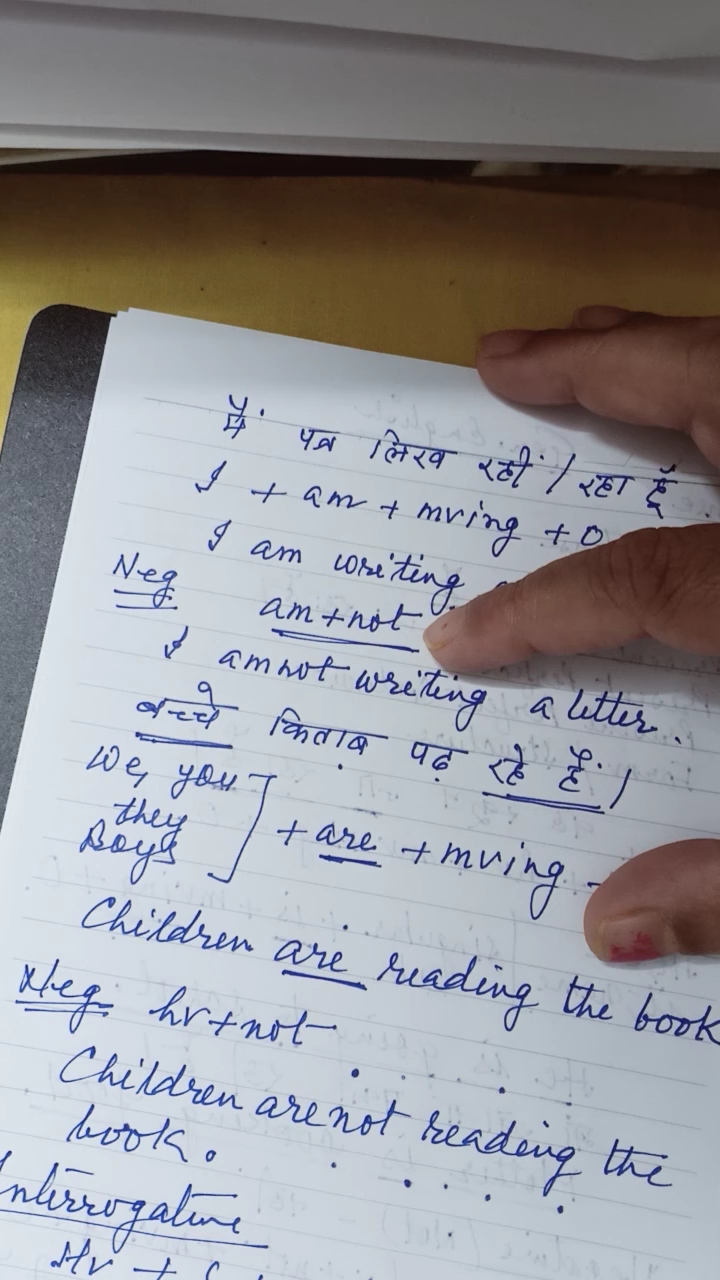 मैं पत्र लिख रही / रहा हूँ
I + am + mving + o
I am writing
Neg am+not
I am not writing a letter.
बच्चे किताब पढ़ रहे हैं।
We, you
they
Boys + are + mving -
Children are reading the book
Neg hv+not
Children are not reading the
book.
Interrogative
Hv +